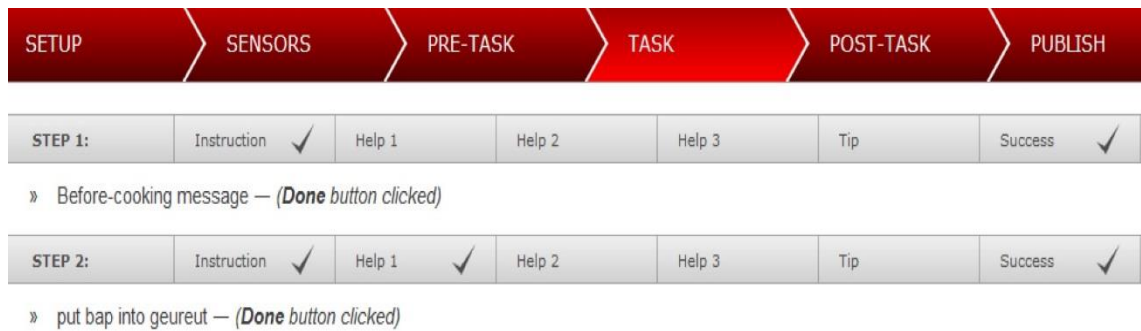 SETUP SENSORS PRE-TASK TASK POST-TASK PUBLISH
STEP 1: Instruction Help 1 Help 2 Help 3 Tip Success
» Before-cooking message — (Done button clicked)
STEP 2: Instruction Help 1 Help 2 Help 3 Tip Success
» put bap into geureut — (Done button clicked)